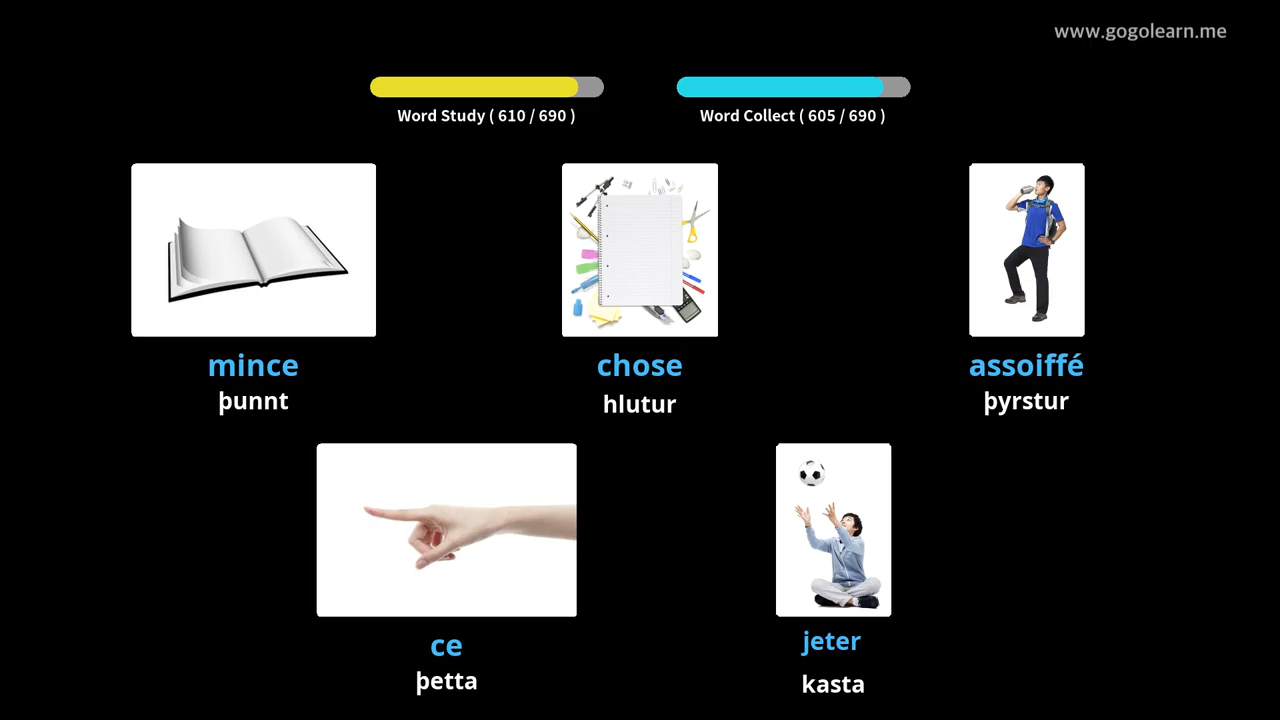 www.gogolearn.me
Word Study ( 610 / 690 )
Word Collect ( 605 / 690 )
mince
þunnt
chose
hlutur
assoiffé
þyrstur
ce
þetta
jeter
kasta